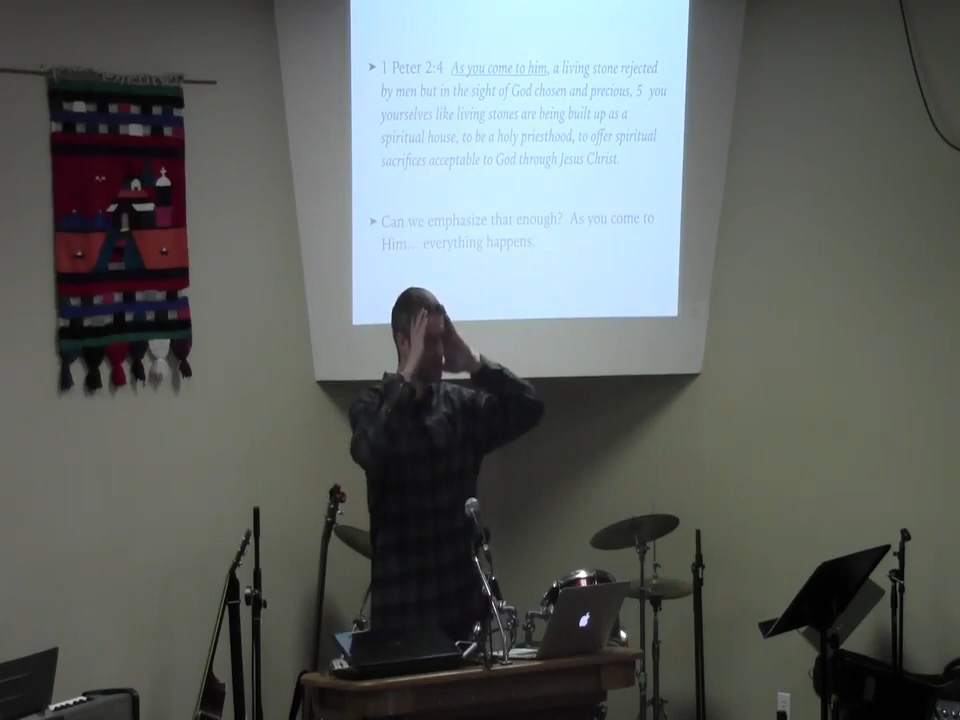 ➤ 1 Peter 2:4 As you come to him, a living stone rejected
by men but in the sight of God chosen and precious, 5 you
yourselves like living stones are being built up as a
spiritual house, to be a holy priesthood, to offer spiritual
sacrifices acceptable to God through Jesus Christ.
➤ Can we emphasize that enough? As you come to
Him... everything happens.